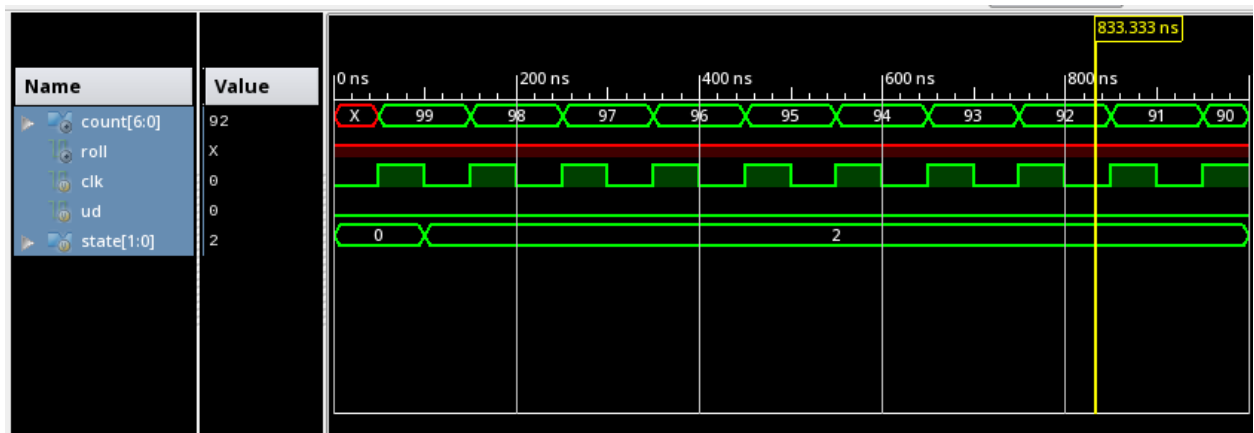 833.333 ns
Name Value
0 ns 200 ns 400 ns 600 ns 800 ns
count[6:0] 92 X 99 98 97 96 95 94 93 92 91 90
roll X
clk 0
ud 0
state[1:0] 2 0 2